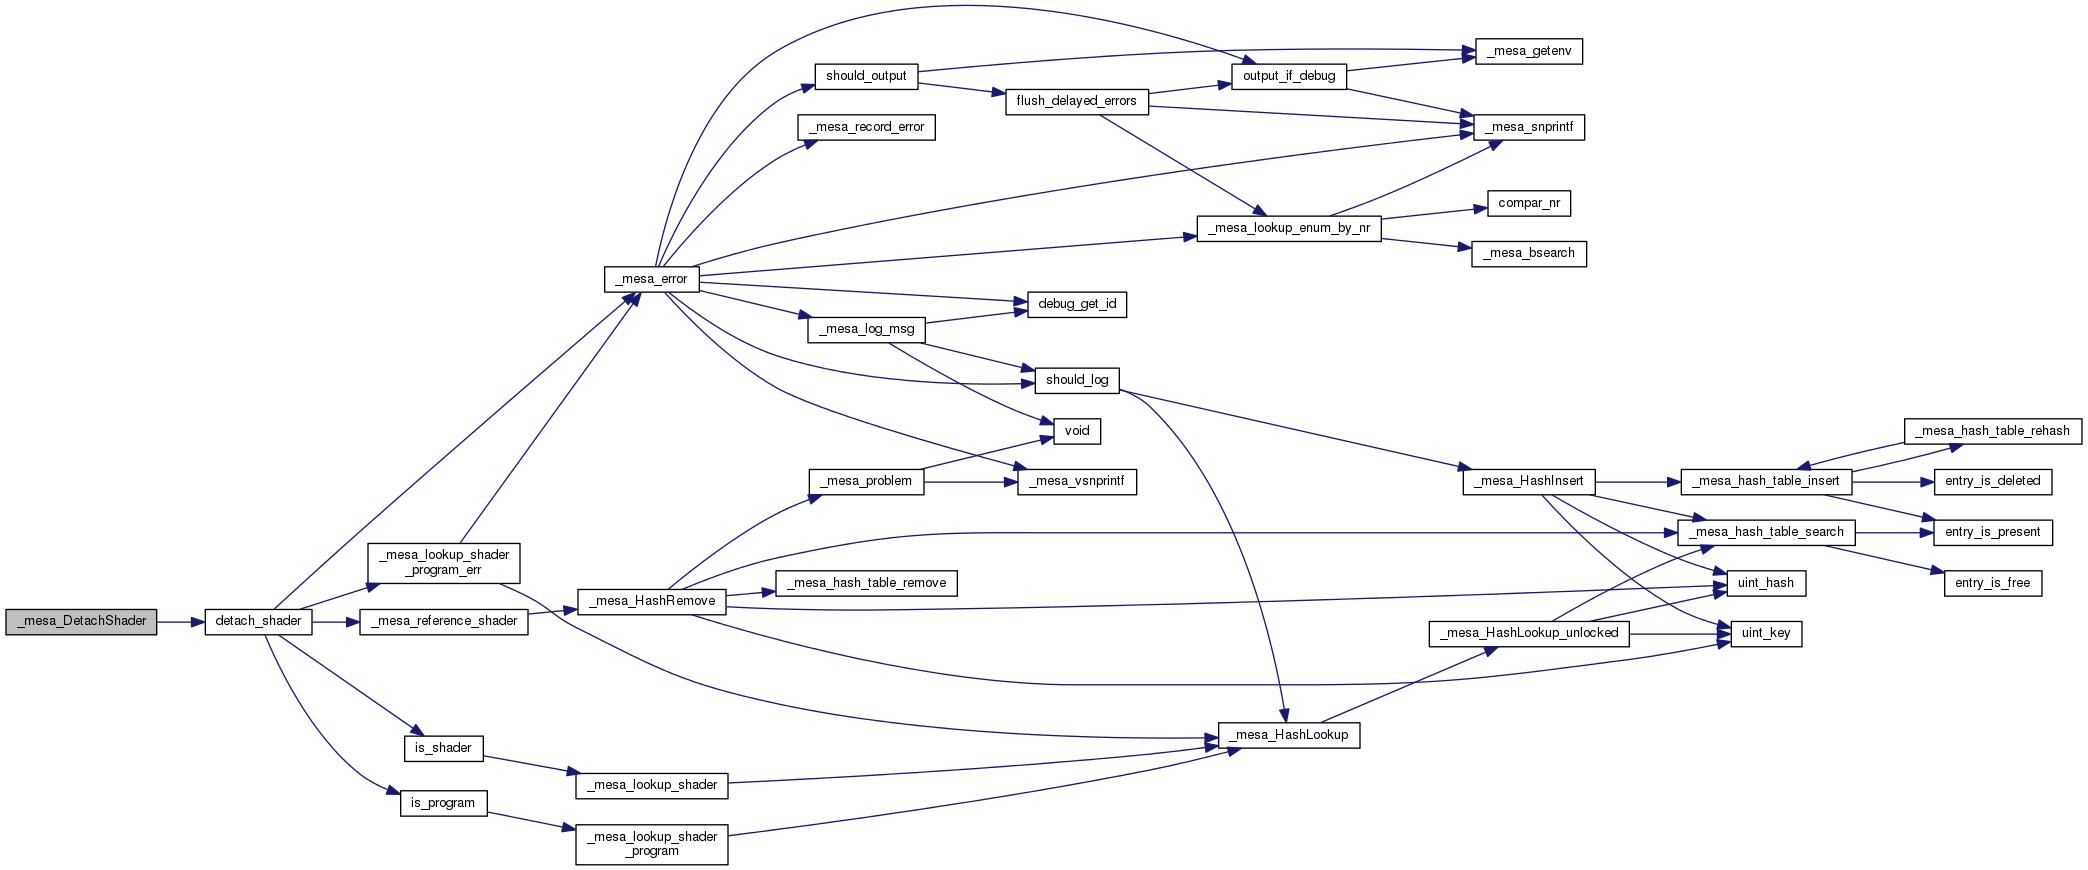 _mesa_DetachShader
detach_shader
_mesa_lookup_shader
_program_err
_mesa_reference_shader
is_shader
is_program
_mesa_error
_mesa_HashRemove
_mesa_lookup_shader
_mesa_lookup_shader
_program
should_output
_mesa_record_error
_mesa_log_msg
_mesa_problem
_mesa_hash_table_remove
flush_delayed_errors
debug_get_id
should_log
void
_mesa_vsnprintf
output_if_debug
_mesa_lookup_enum_by_nr
_mesa_HashLookup
_mesa_getenv
_mesa_snprintf
compar_nr
_mesa_bsearch
_mesa_HashInsert
_mesa_HashLookup_unlocked
_mesa_hash_table_insert
_mesa_hash_table_search
uint_hash
uint_key
_mesa_hash_table_rehash
entry_is_deleted
entry_is_present
entry_is_free